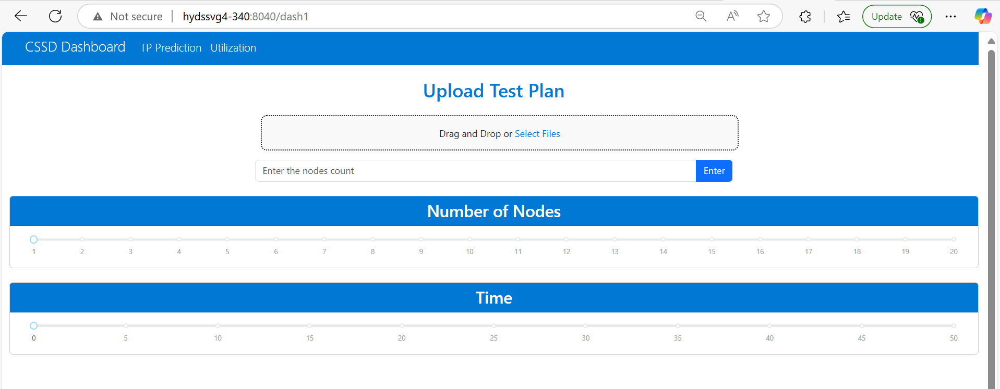 Not secure hydssvg4-340:8040/dash1 Update
CSSD Dashboard TP Prediction Utilization
Upload Test Plan
Drag and Drop or Select Files
Enter the nodes count Enter
Number of Nodes
1 2 3 4 5 6 7 8 9 10 11 12 13 14 15 16 17 18 19 20
Time
0 5 10 15 20 25 30 35 40 45 50